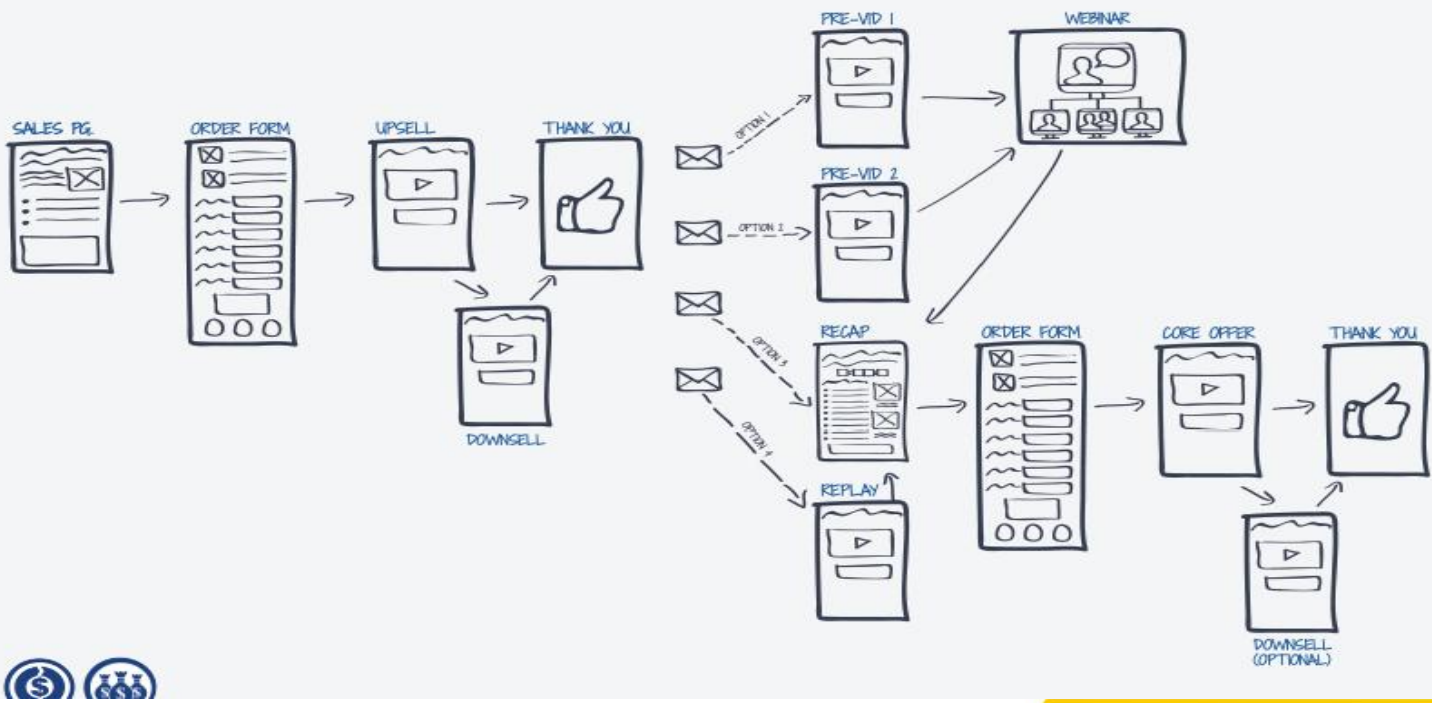 SALES PG.
ORDER FORM
UPSELL
THANK YOU
DOWNSELL
OPTION 1
OPTION 2
OPTION 3
OPTION 4
PRE-VID 1
WEBINAR
PRE-VID 2
RECAP
ORDER FORM
CORE OFFER
THANK YOU
REPLAY
DOWNSELL
(OPTIONAL)
$
$ $ $